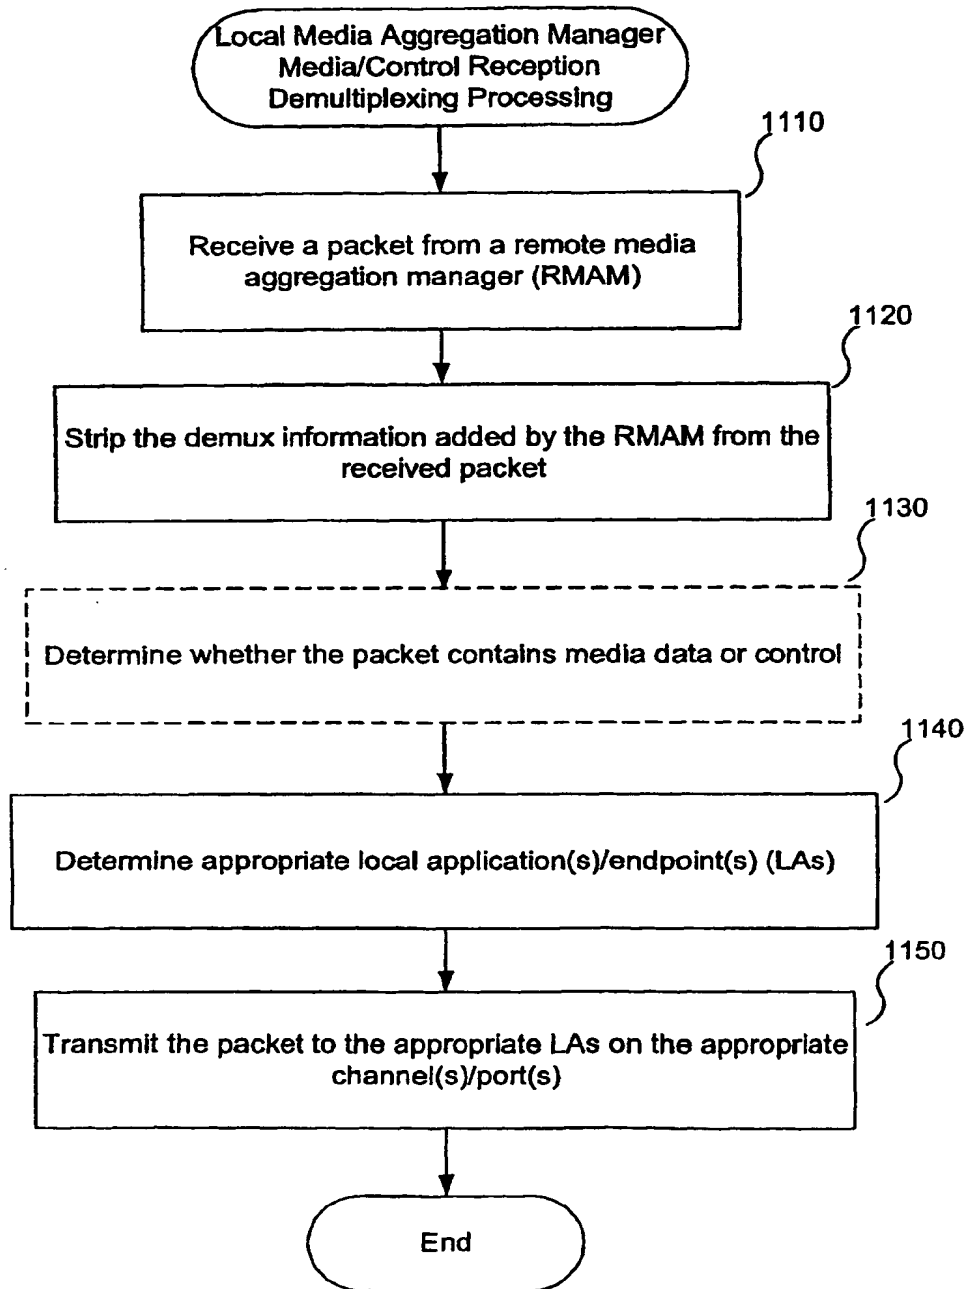 Local Media Aggregation Manager
Media/Control Reception
Demultiplexing Processing
1110
Receive a packet from a remote media
aggregation manager (RMAM)
1120
Strip the demux information added by the RMAM from the
received packet
1130
Determine whether the packet contains media data or control
1140
Determine appropriate local application(s)/endpoint(s) (LAs)
1150
Transmit the packet to the appropriate LAs on the appropriate
channel(s)/port(s)
End